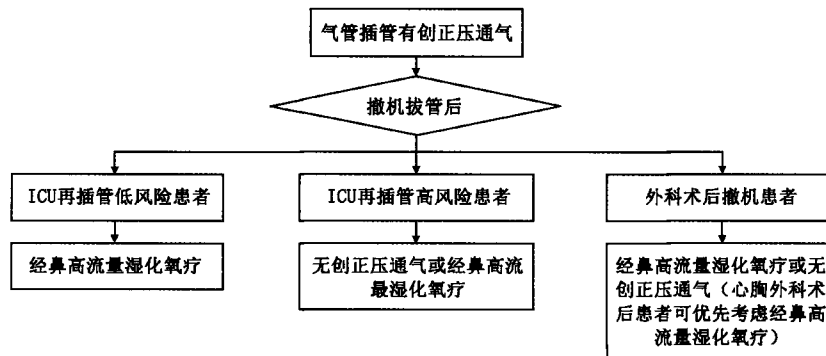 气管插管有创正压通气
撤机拔管后
ICU再插管低风险患者
ICU再插管高风险患者
外科术后撤机患者
经鼻高流量湿化氧疗
无创正压通气或经鼻高流
最湿化氧疗
经鼻高流量湿化氧疗或无
创正压通气（心胸外科术
后患者可优先考虑经鼻高
流量湿化氧疗）